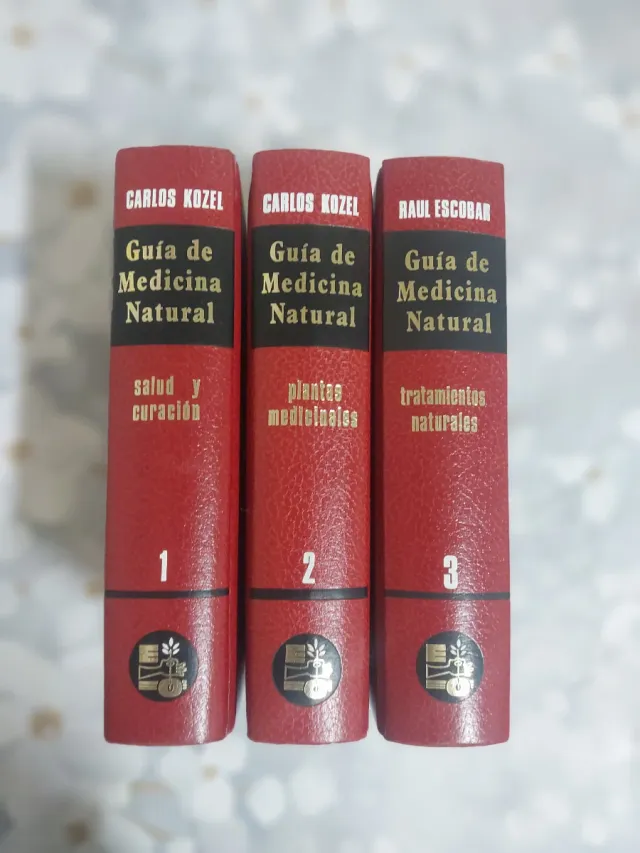 CARLOS KOZEL
Guía de
Medicina
Natural
salud y
curación
1
CARLOS KOZEL
Guía de
Medicina
Natural
plantas
medicinales
2
RAUL ESCOBAR
Guía de
Medicina
Natural
tratamientos
naturales
3